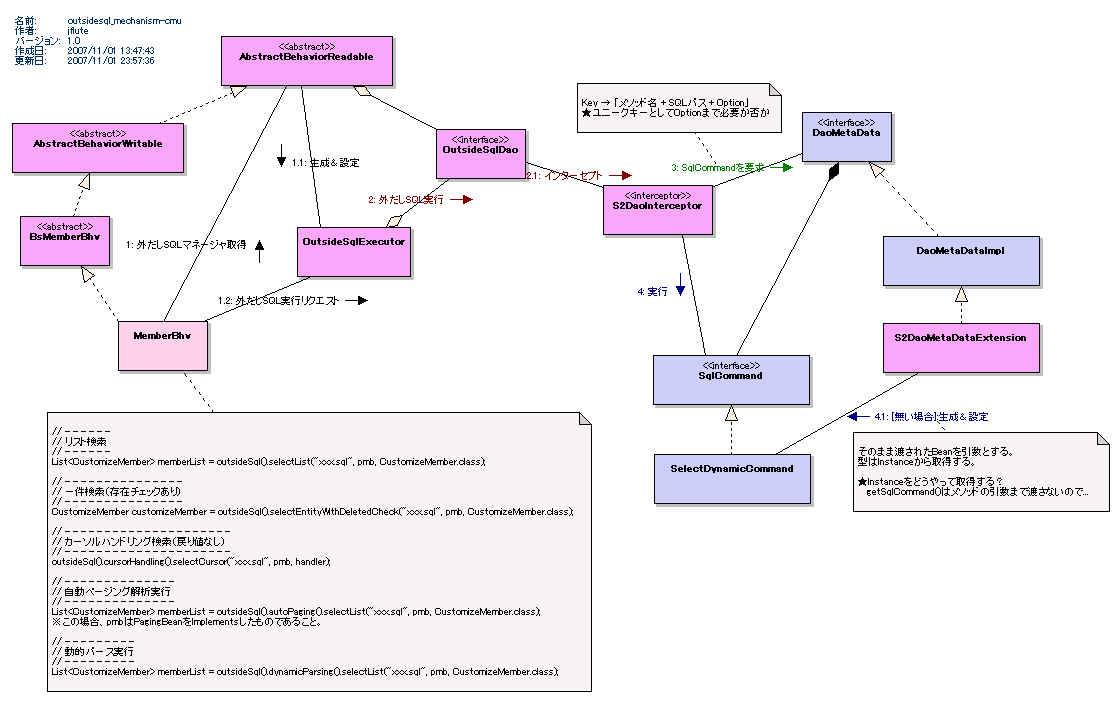 名前: outsidesql_mechanism-cmu
作者: jflute
バージョン: 1.0
作成日: 2007/11/01 13:47:43
更新日: 2007/11/01 23:57:36
<<abstract>>
AbstractBehaviorReadable
Key → 「メソッド名 + SQLパス + Option」
★ユニークキーとしてOptionまで必要か否か
<<interface>>
DaoMetaData
<<abstract>>
AbstractBehaviorWritable
<<interface>>
OutsideSqlDao
1.1: 生成 & 設定
2.1: インターセプト
3: SqlCommandを要求
2: 外だしSQL実行
<<interceptor>>
S2DaoInterceptor
<<abstract>>
BsMemberBhv
1: 外だしSQLマネージャ取得
OutsideSqlExecutor
DaoMetaDataImpl
4: 実行
1.2: 外だしSQL実行リクエスト
MemberBhv
S2DaoMetaDataExtension
<<interface>>
SqlCommand
4.1: [無い場合]:生成 & 設定
SelectDynamicCommand
そのまま渡されたBeanを引数とする。
型はInstanceから取得する。
★Instanceをどうやって取得する？
getSqlCommand()はメソッドの引数まで渡さないので...
// - - - - - -
// リスト検索
// - - - - - -
List<CustomizeMember> memberList = outsideSql().selectList("xxx.sql", pmb, CustomizeMember.class);
// - - - - - - - - - - - - - - -
// 一件検索(存在チェックあり)
// - - - - - - - - - - - - - - -
CustomizeMember customizeMember = outsideSql().selectEntityWithDeletedCheck("xxx.sql", pmb, CustomizeMember.class);
// - - - - - - - - - - - - - - - - - - - - -
// カーソルハンドリング検索(戻り値なし)
// - - - - - - - - - - - - - - - - - - - - -
outsideSql().cursorHandling().selectCursor("xxx.sql", pmb, handler);
// - - - - - - - - - - - - - -
// 自動ページング解析実行
// - - - - - - - - - - - - - -
List<CustomizeMember> memberList = outsideSql().autoPaging().selectList("xxx.sql", pmb, CustomizeMember.class);
※この場合、pmbはPagingBeanをImplementsしたものであること。
// - - - - - - - - -
// 動的パース実行
// - - - - - - - - -
List<CustomizeMember> memberList = outsideSql().dynamicParsing().selectList("xxx.sql", pmb, CustomizeMember.class);